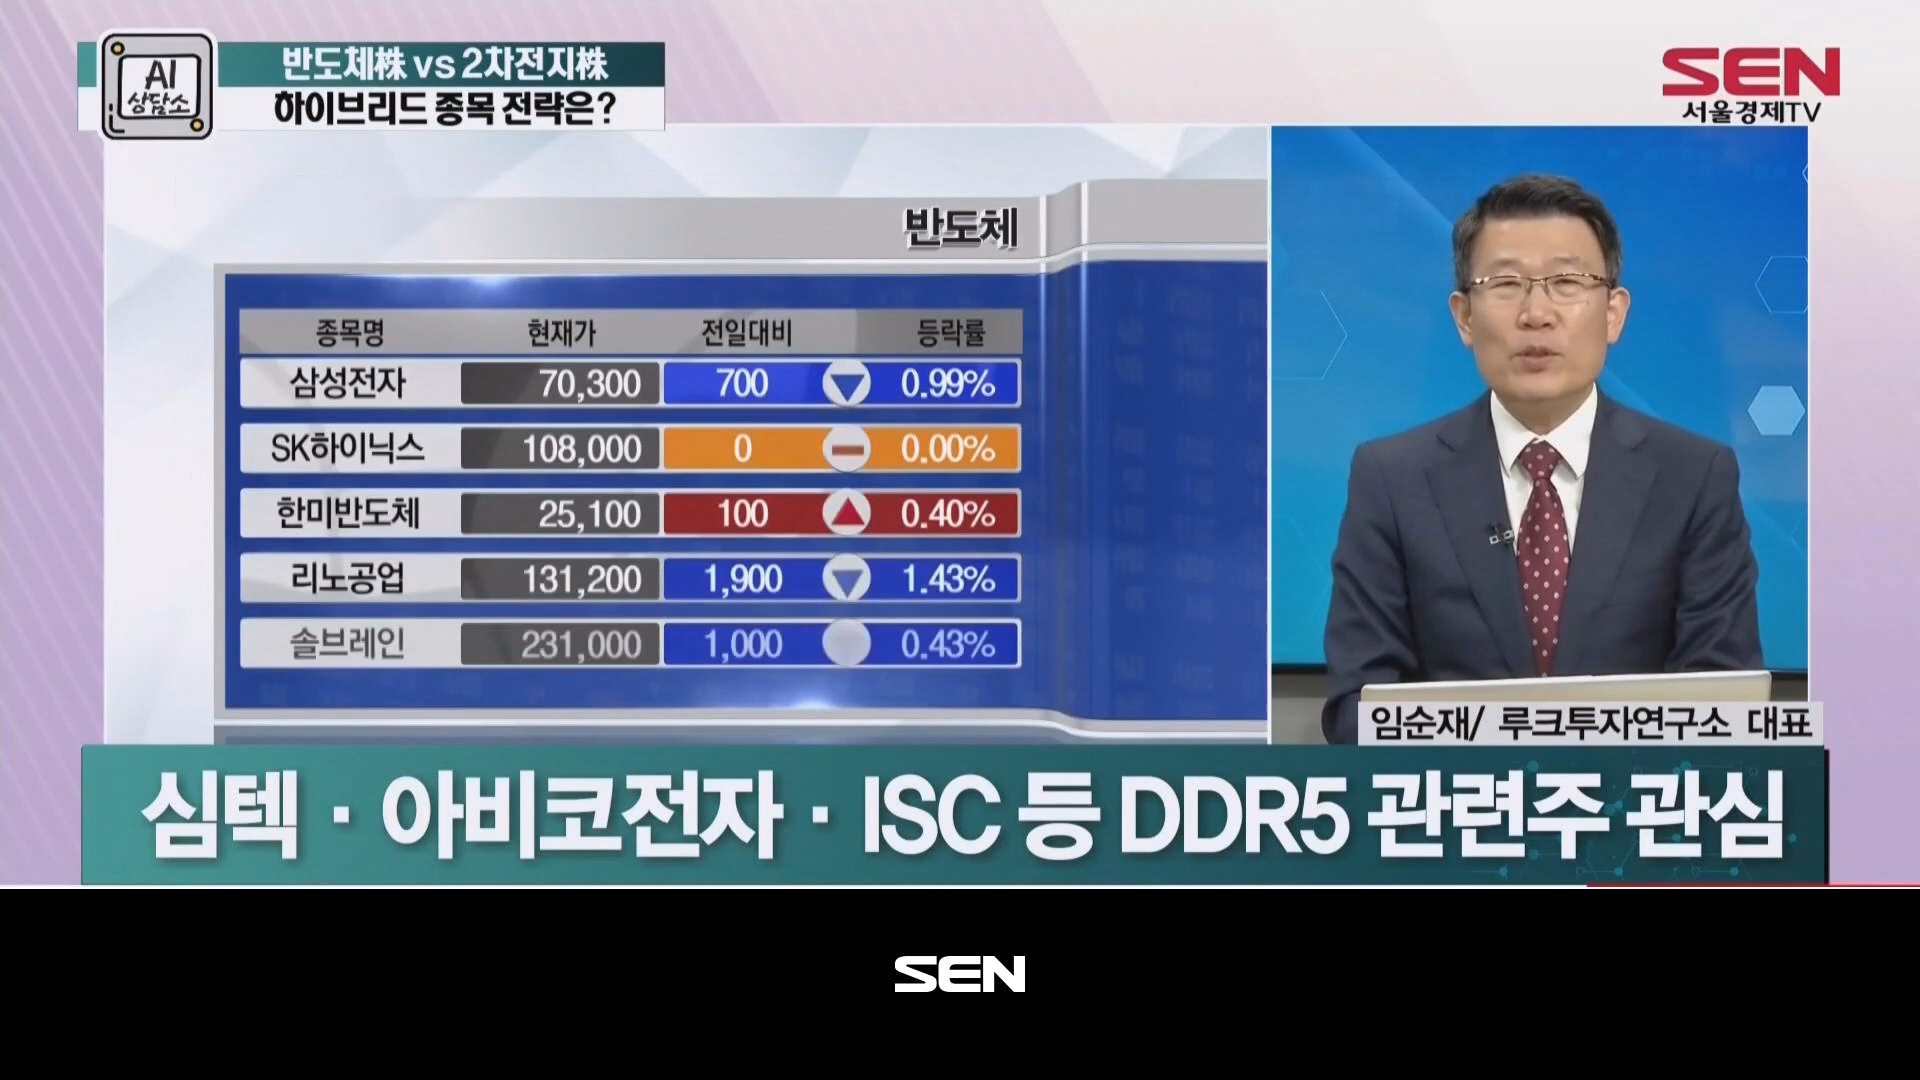 AI
상담소
반도체株 vs 2차전지株
하이브리드 종목 전략은?
SEN
서울경제TV
반도체
종목명 현재가 전일대비 등락률
삼성전자 70,300 700 ▼ 0.99%
SK하이닉스 108,000 0 0.00%
한미반도체 25,100 100 ▲ 0.40%
리노공업 131,200 1,900 ▼ 1.43%
솔브레인 231,000 1,000 0.43%
임순재/ 루크투자연구소 대표
심텍 · 아비코전자 · ISC 등 DDR5 관련주 관심
SEN